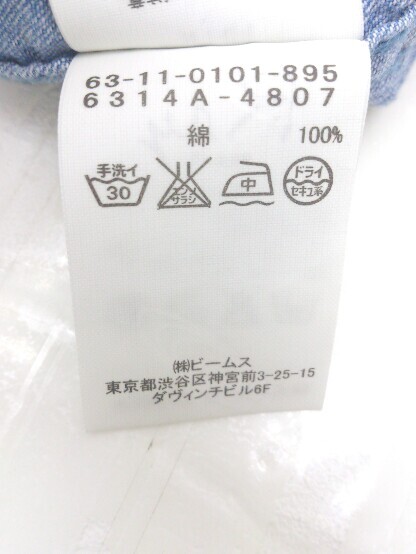 63-11-0101-895
6314A-4807
綿 100%
手洗イ 30 エンソ サラシ 中 ドライ セキユ系
㈱ビームス
東京都渋谷区神宮前3-25-15
ダヴィンチビル6F